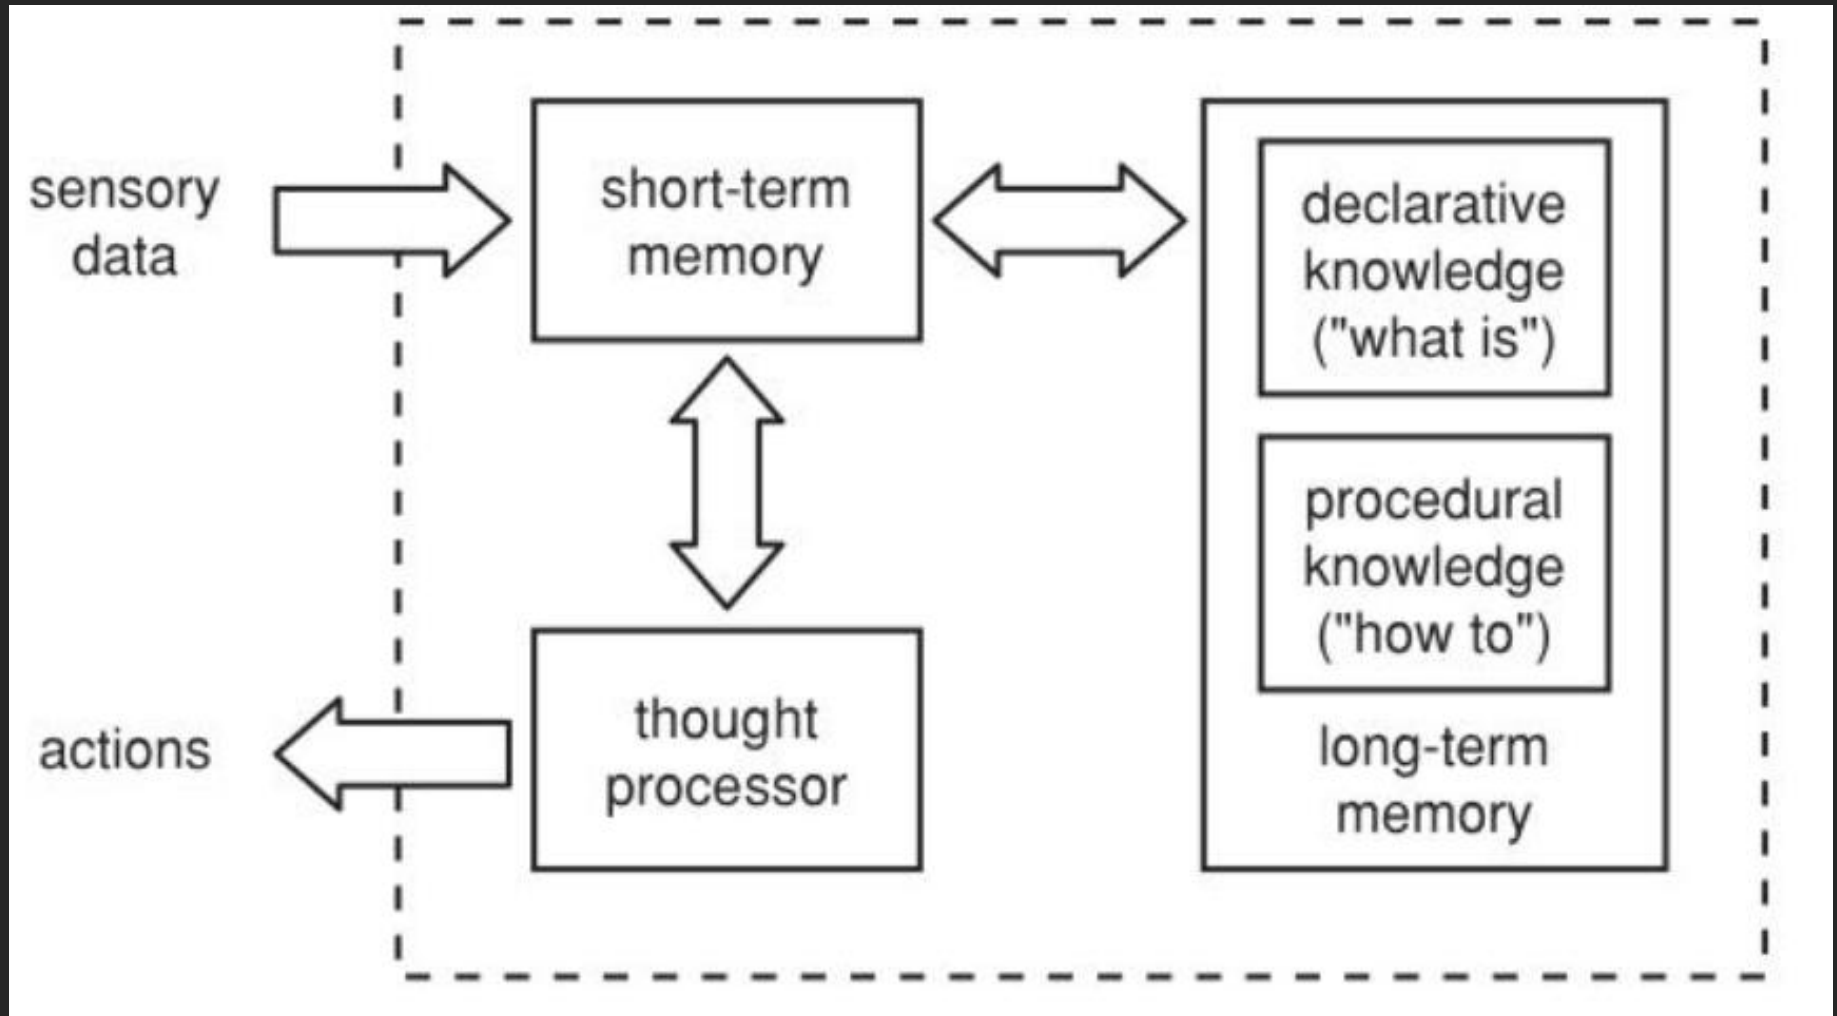 sensory
data
short-term
memory
declarative
knowledge
("what is")
procedural
knowledge
("how to")
long-term
memory
actions
thought
processor